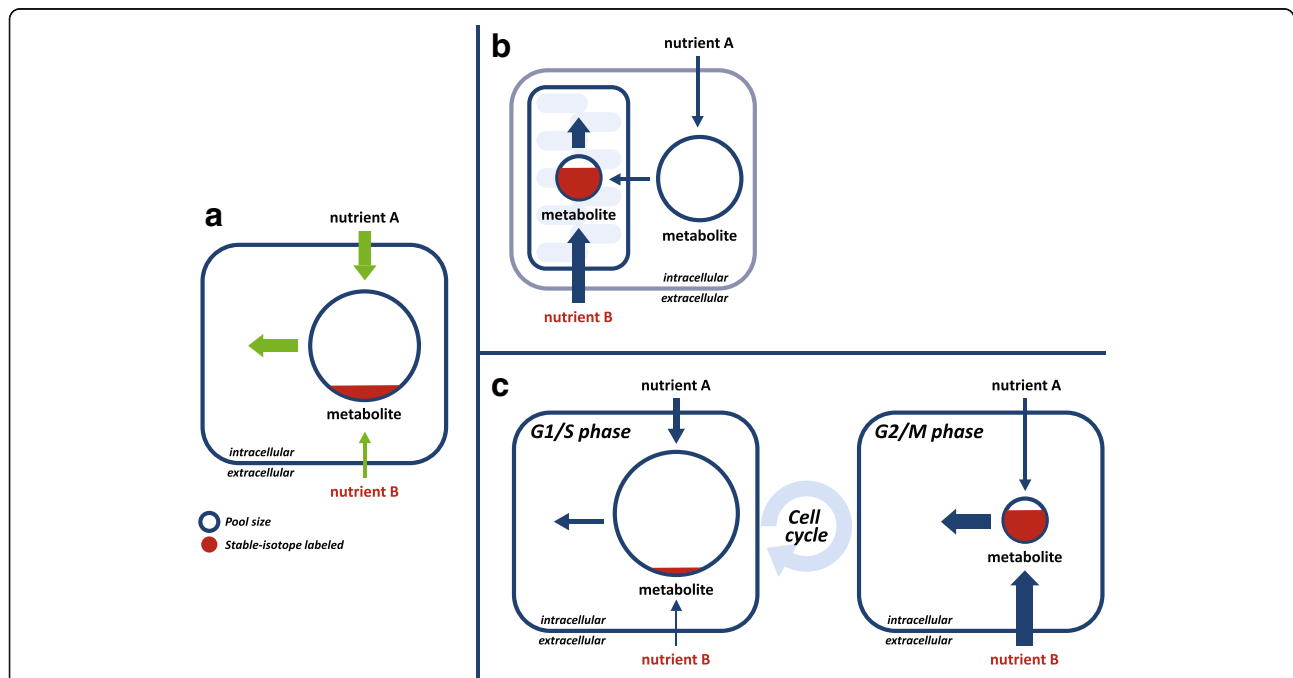 a
nutrient A
metabolite
intracellular
extracellular
nutrient B
Pool size
Stable-isotope labeled
b
nutrient A
metabolite
metabolite
intracellular
extracellular
nutrient B
c
nutrient A
G1/S phase
metabolite
intracellular
extracellular
nutrient B
Cell
cycle
nutrient A
G2/M phase
metabolite
intracellular
extracellular
nutrient B